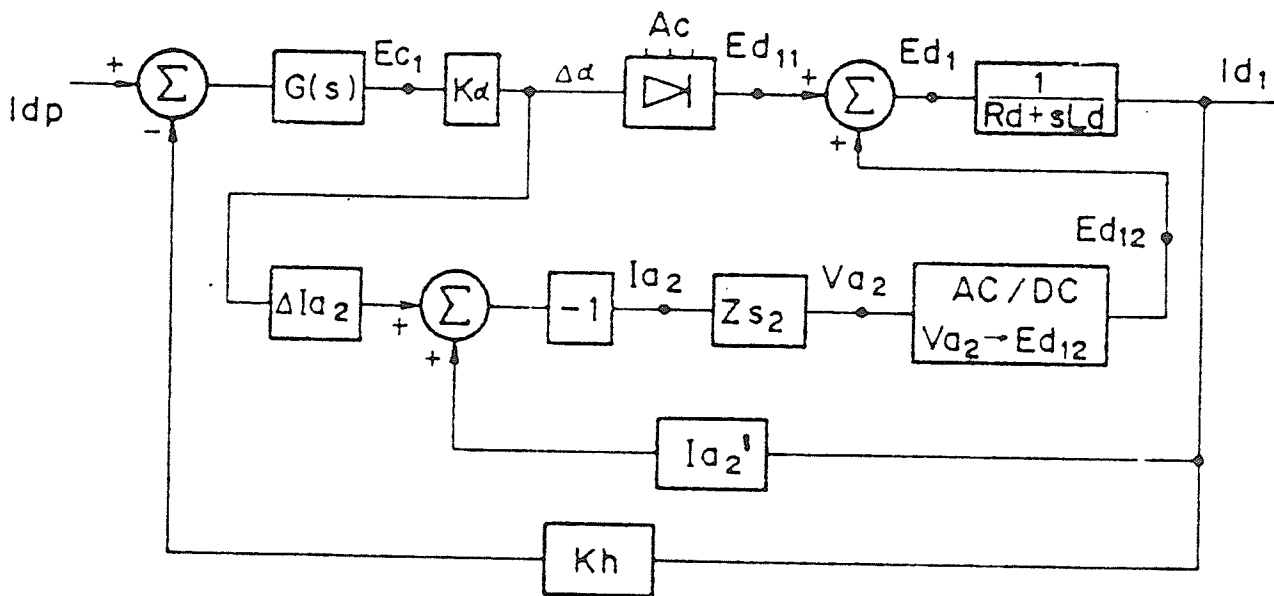 Ac
Idp
+
-
Σ
G(s)
Ec₁
Kα
Δα
Ed₁₁
+
+
Σ
Ed₁
1
Rd+sLd
Id₁
ΔIa₂
+
+
Σ
-1
Ia₂
Zs₂
Va₂
AC/DC
Va₂→Ed₁₂
Ed₁₂
Ia₂'
Kh